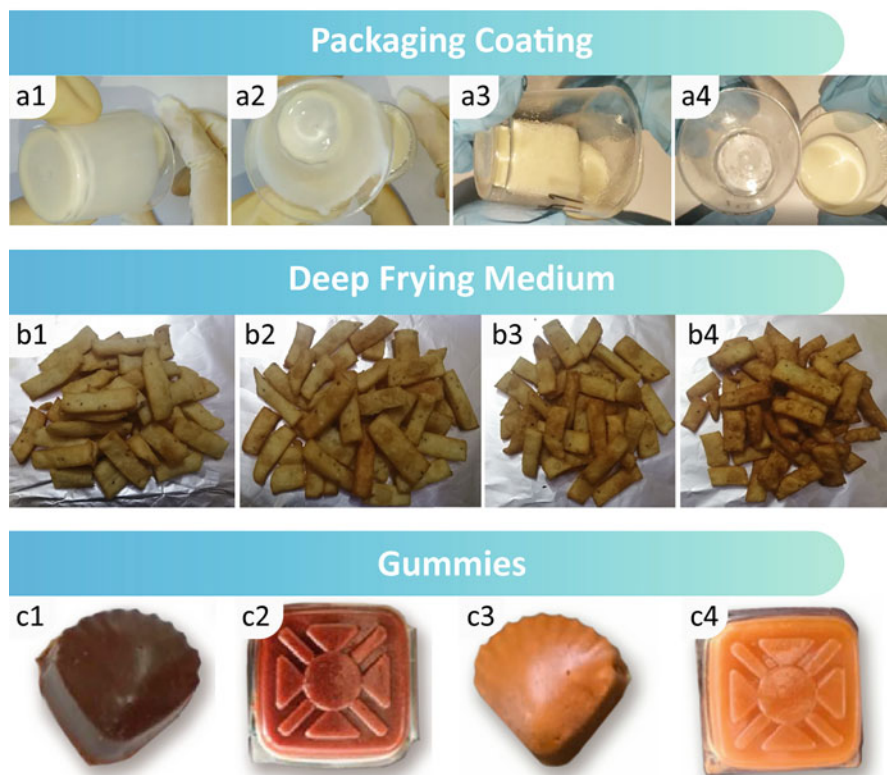 Packaging Coating
a1 a2 a3 a4
Deep Frying Medium
b1 b2 b3 b4
Gummies
c1 c2 c3 c4